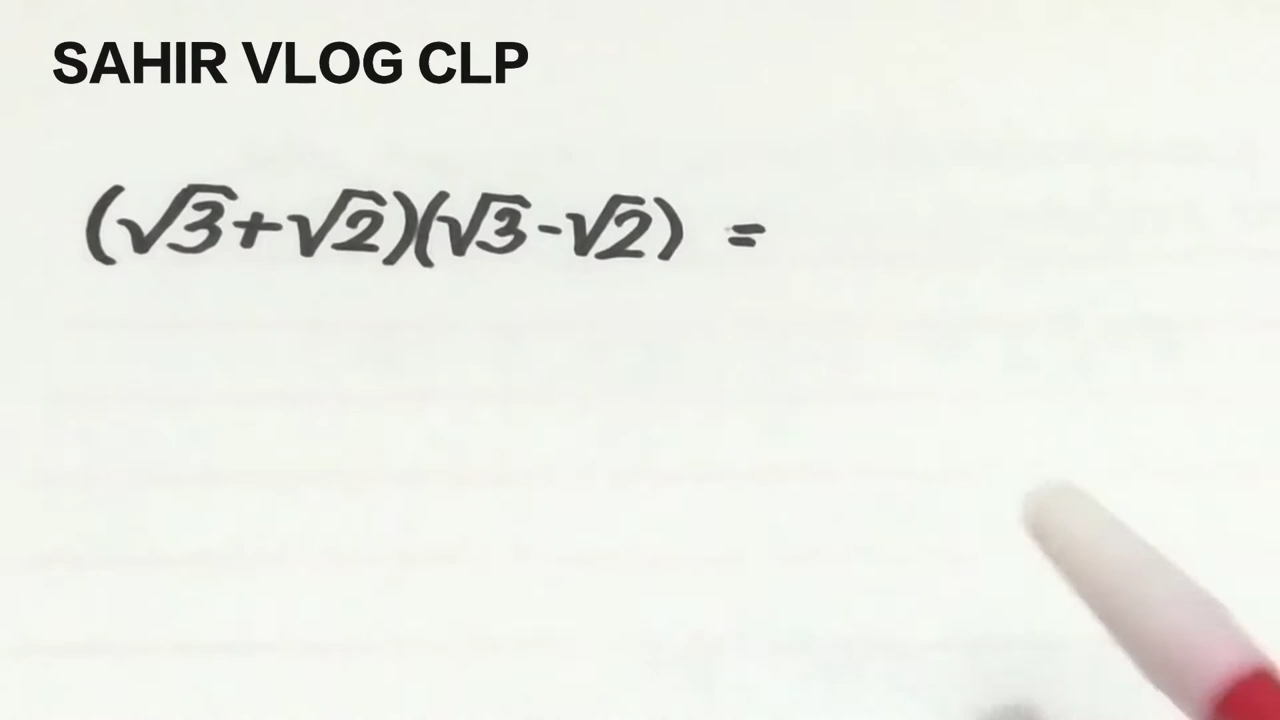 SAHIR VLOG CLP
(√3+√2)(√3-√2) =